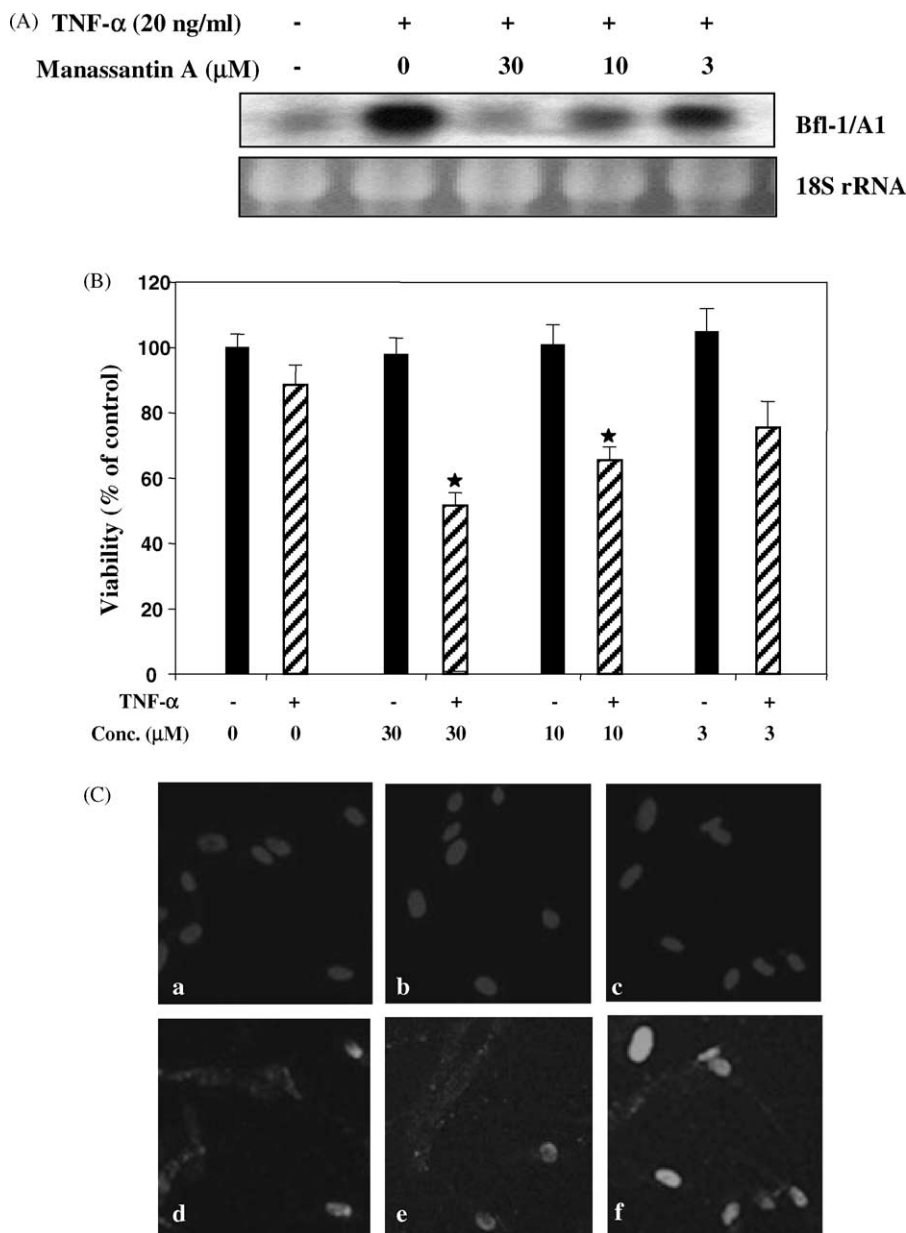 (A) TNF-α (20 ng/ml) - + + + +
Manassantin A (μM) - 0 30 10 3
Bfl-1/A1
18S rRNA
(B)
120
100
80
60
40
20
0
Viability (% of control)
TNF-α - + - + - + - +
Conc. (μM) 0 0 30 30 10 10 3 3
(C)
a b c
d e f